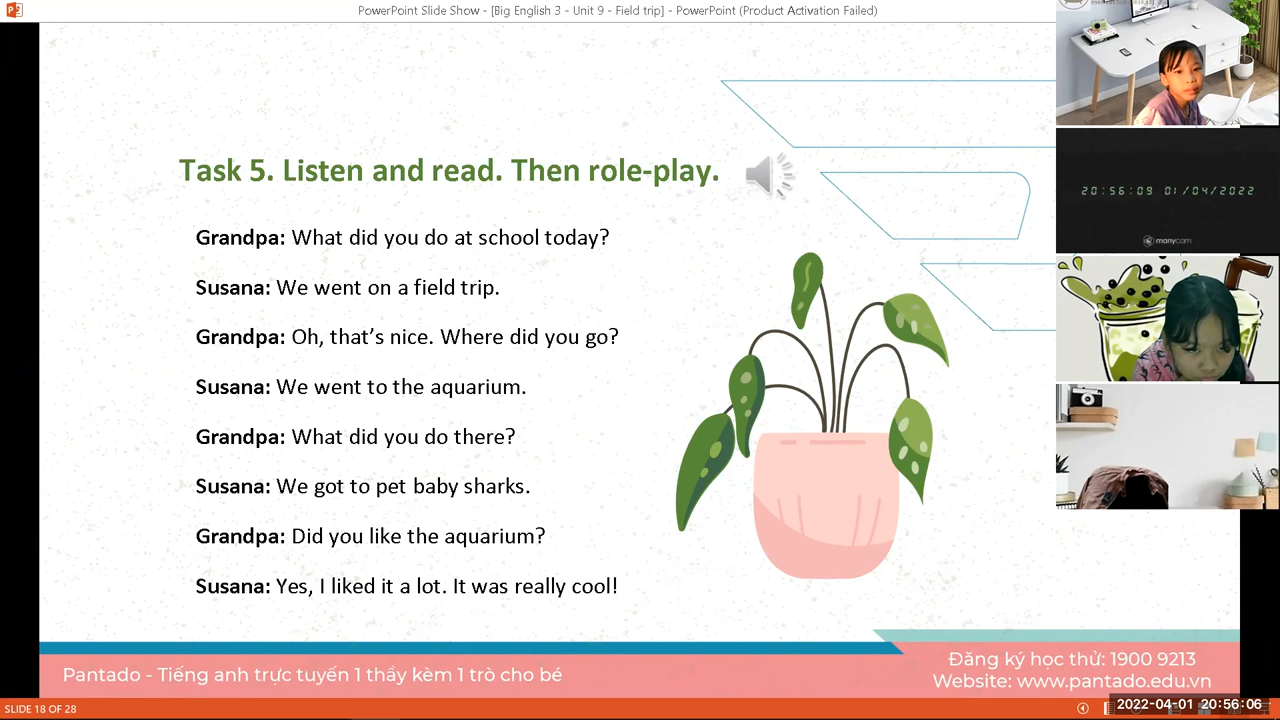 PowerPoint Slide Show - [Big English 3 - Unit 9 - Field trip] - PowerPoint (Product Activation Failed)
Task 5. Listen and read. Then role-play.
Grandpa: What did you do at school today?
Susana: We went on a field trip.
Grandpa: Oh, that’s nice. Where did you go?
Susana: We went to the aquarium.
Grandpa: What did you do there?
Susana: We got to pet baby sharks.
Grandpa: Did you like the aquarium?
Susana: Yes, I liked it a lot. It was really cool!
20:56:09 01/04/2022
manycam
Pantado - Tiếng anh trực tuyến 1 thầy kèm 1 trò cho bé
Đăng ký học thử: 1900 9213
Website: www.pantado.edu.vn
SLIDE 18 OF 28
2022-04-01 20:56:06